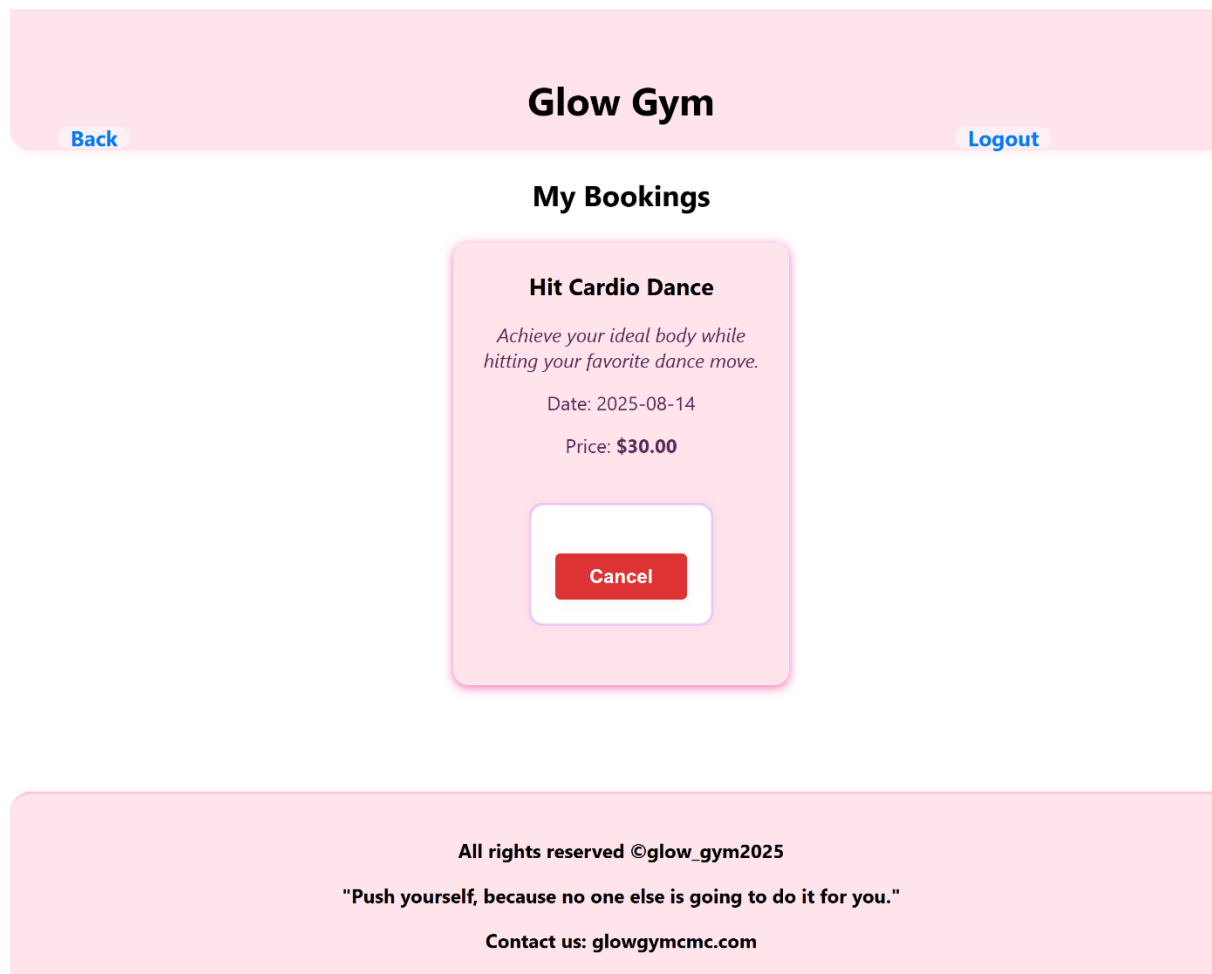 Glow Gym
Back
Logout
My Bookings
Hit Cardio Dance
Achieve your ideal body while
hitting your favorite dance move.
Date: 2025-08-14
Price: $30.00
Cancel
All rights reserved ©glow_gym2025
"Push yourself, because no one else is going to do it for you."
Contact us: glowgymcmc.com